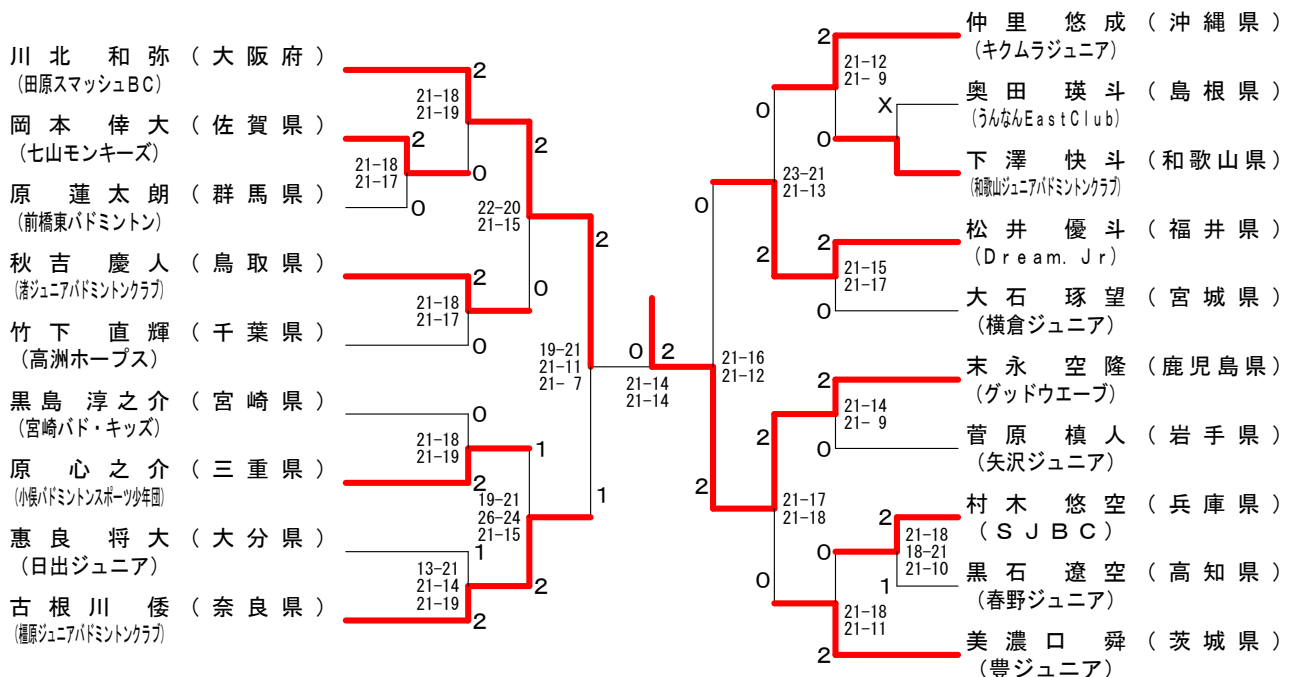 川北 和弥 (大阪府)
(田原スマッシュBC)
2
21-18
21-19
岡本 倖大 (佐賀県)
(七山モンキーズ)
2
21-18
21-17
0
2
原 蓮太朗 (群馬県)
(前橋東バドミントン)
0
22-20
21-15
2
秋吉 慶人 (鳥取県)
(渚ジュニアバドミントンクラブ)
2
21-18
21-17
0
竹下 直輝 (千葉県)
(高洲ホープス)
0
19-21
21-11
21- 7
黒島 淳之介 (宮崎県)
(宮崎バド・キッズ)
0
21-18
21-19
1
原 心之介 (三重県)
(小俣バドミントンスポーツ少年団)
2
19-21
26-24
21-15
1
惠良 将大 (大分県)
(日出ジュニア)
1
13-21
21-14
21-19
2
古根川 倭 (奈良県)
(橿原ジュニアバドミントンクラブ)
2
0 2
21-14
21-14
仲里 悠成 (沖縄県)
(キクムラジュニア)
2
21-12
21- 9
奥田 瑛斗 (島根県)
(うんなんEastClub)
X
0
0
下澤 快斗 (和歌山県)
(和歌山ジュニアバドミントンクラブ)
23-21
21-13
0
松井 優斗 (福井県)
(Dream. Jr)
2
2
21-15
21-17
大石 琢望 (宮城県)
(横倉ジュニア)
0
21-16
21-12
末永 空隆 (鹿児島県)
(グッドウエーブ)
2
21-14
21- 9
2
菅原 槙人 (岩手県)
(矢沢ジュニア)
0
2
21-17
21-18
村木 悠空 (兵庫県)
(SJBC)
2
21-18
18-21
21-10
0
黒石 遼空 (高知県)
(春野ジュニア)
1
0
21-18
21-11
美濃口 舜 (茨城県)
(豊ジュニア)
2